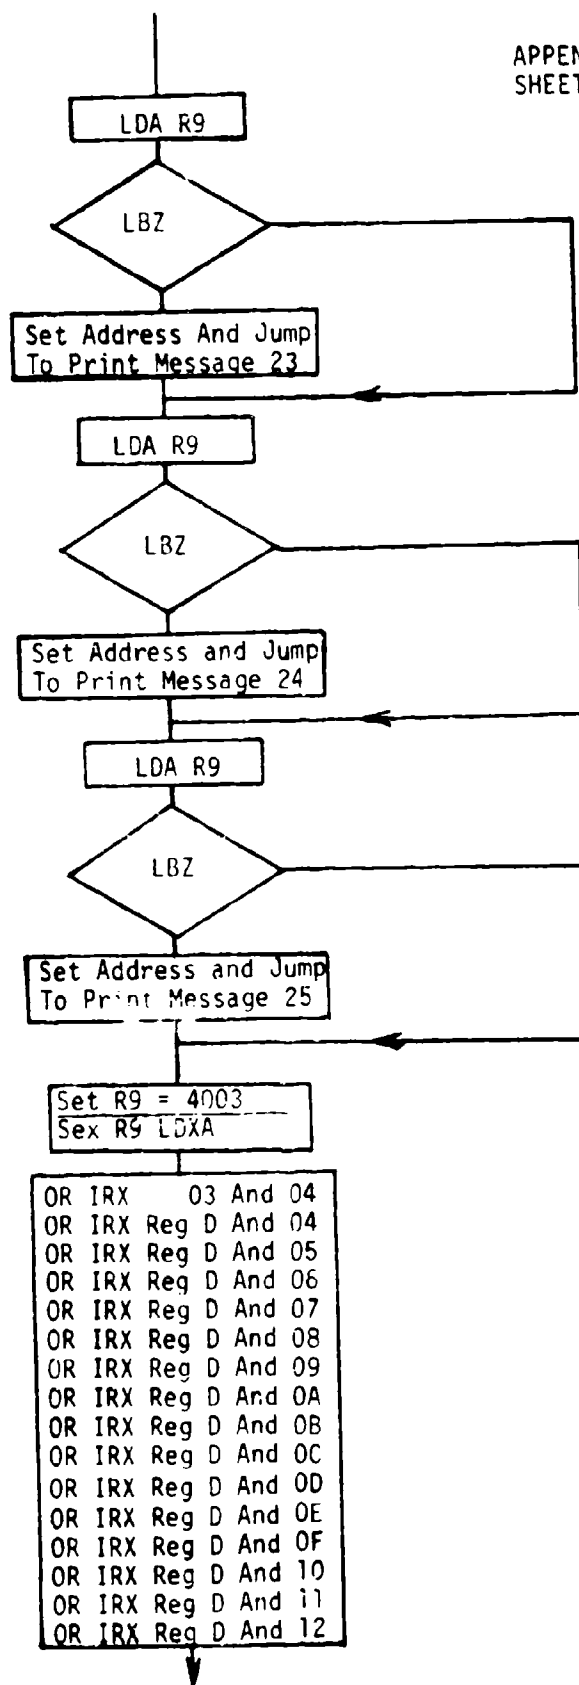 APPEN
SHEET
LDA R9
LBZ
Set Address And Jump
To Print Message 23
LDA R9
LBZ
Set Address and Jump
To Print Message 24
LDA R9
LBZ
Set Address and Jump
To Print Message 25
Set R9 = 4003
Sex R9 LDXA
OR IRX 03 And 04
OR IRX Reg D And 04
OR IRX Reg D And 05
OR IRX Reg D And 06
OR IRX Reg D And 07
OR IRX Reg D And 08
OR IRX Reg D And 09
OR IRX Reg D And 0A
OR IRX Reg D And 0B
OR IRX Reg D And 0C
OR IRX Reg D And 0D
OR IRX Reg D And 0E
OR IRX Reg D And 0F
OR IRX Reg D And 10
OR IRX Reg D And 11
OR IRX Reg D And 12